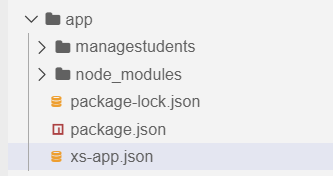 app
managestudents
node_modules
package-lock.json
package.json
xs-app.json